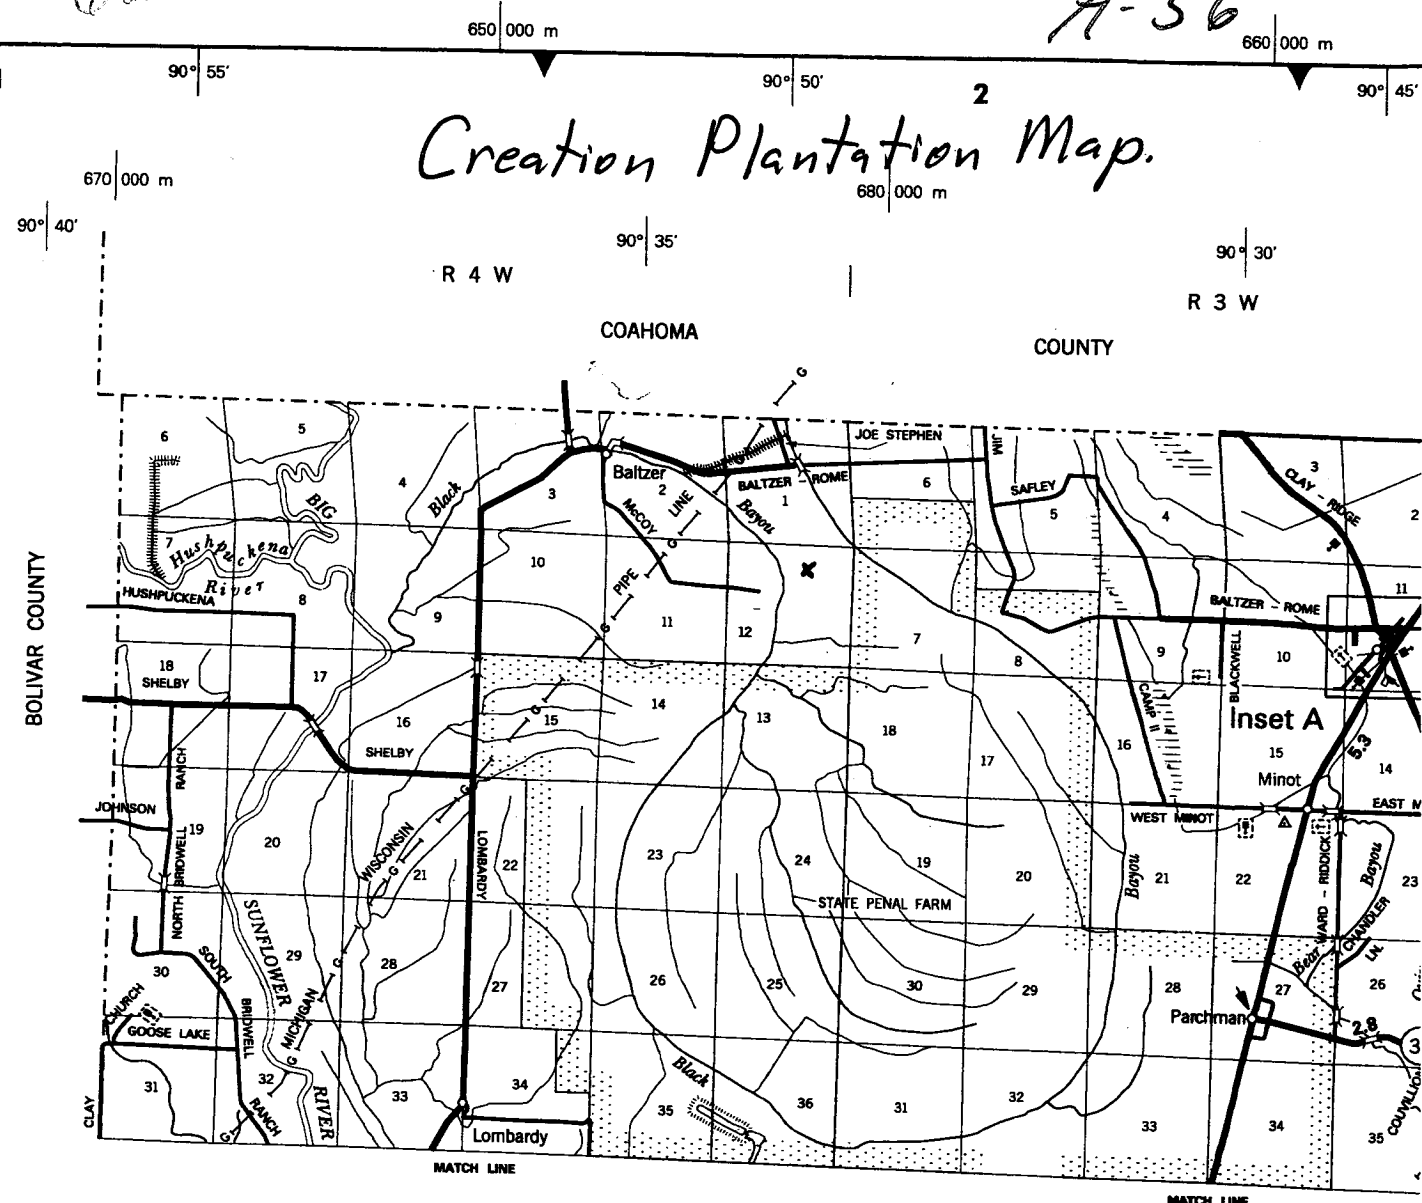 A-36
650 000 m
660 000 m
90° 55'
90° 50'
2
90° 45'
Creation Plantation Map.
670 000 m
680 000 m
90° 40'
90° 35'
90° 30'
R 4 W
R 3 W
COAHOMA COUNTY
BOLIVAR COUNTY
G
6
5
4
3
2
1
6
5
4
3
2
JOE STEPHEN
JIM
Baltzer
BALTZER - ROME
SAFLEY
CLAY - RIDGE
Black
Bayou
BIG
McCOY
PIPE LINE
G
G
7
Hushpuckena
River
HUSHPUCKENA
8
9
10
11
12
7
8
9
10
11
BALTZER - ROME
BLACKWELL
CAMP II
18
SHELBY
17
16
SHELBY
15
14
13
18
17
16
15
14
Inset A
5.3
Minot
WEST MINOT
EAST M
G
G
G
RANCH
JOHNSON
NORTH BRIDWELL
19
20
21
22
23
24
19
20
21
22
23
WISCONSIN
LOMBARDY
STATE PENAL FARM
Bayou
WARD - RIDDICK
Bayou
CHANDLER LN.
Bear
SUNFLOWER
RIVER
SOUTH BRIDWELL
30
29
28
27
26
25
30
29
28
27
26
MICHIGAN
G
G
CHURCH
GOOSE LAKE
Parchman
2.8
3
COUVILLION
CLAY
31
32
33
34
35
36
31
32
33
34
35
RANCH
G
Black
Lombardy
MATCH LINE
MATCH LINE